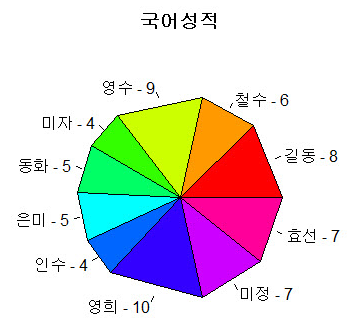 국어성적
영수 - 9
철수 - 6
미자 - 4
길동 - 8
동화 - 5
은미 - 5
효선 - 7
인수 - 4
미정 - 7
영희 - 10